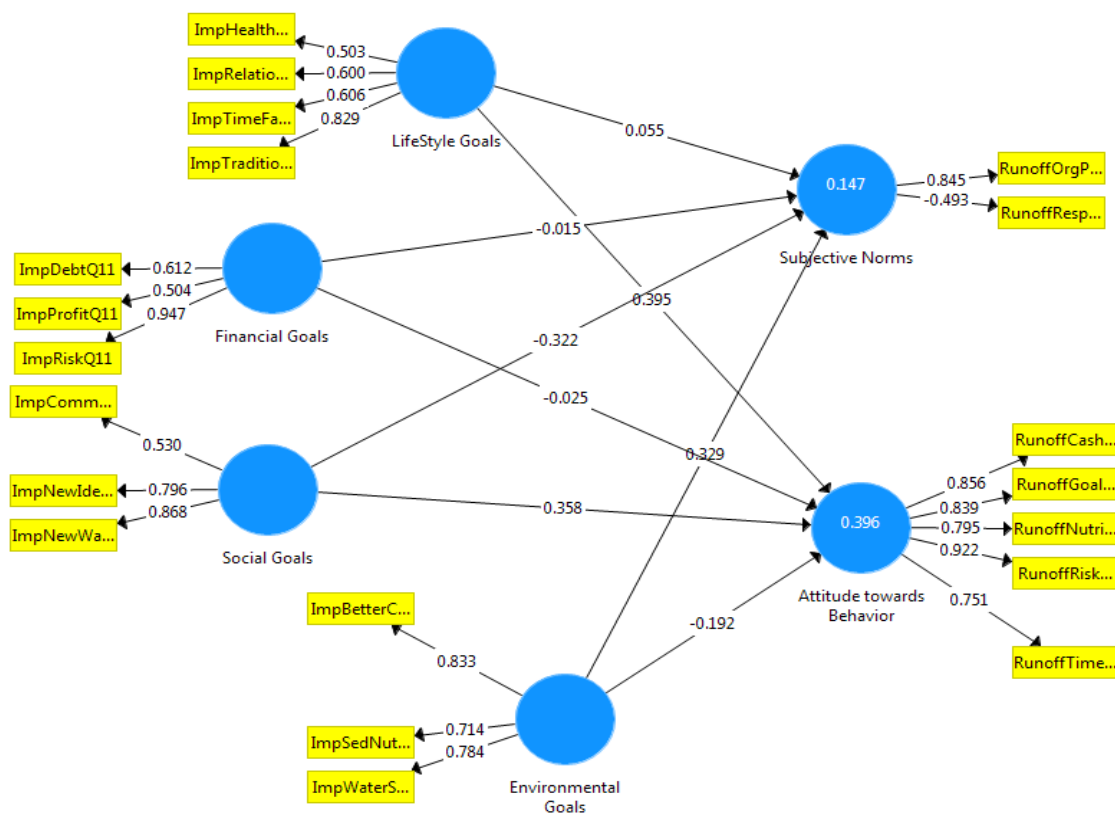 ImpHealth...
0.503
ImpRelatio...
0.600
ImpTimeFa...
0.606
0.829
ImpTraditio...
LifeStyle Goals
0.055
0.147
RunoffOrgP...
0.845
-0.493
RunoffResp...
Subjective Norms
-0.015
ImpDebtQ11
0.612
0.504
ImpProfitQ11
0.947
ImpRiskQ11
Financial Goals
0.395
-0.322
-0.025
ImpComm...
0.530
ImpNewIde...
0.796
0.868
ImpNewWa...
Social Goals
0.329
0.358
0.396
RunoffCash...
0.856
RunoffGoal...
0.839
0.795
RunoffNutri...
0.922
RunoffRisk...
0.751
RunoffTime...
Attitude towards
Behavior
ImpBetterC...
0.833
-0.192
ImpSedNut...
0.714
0.784
ImpWaterS...
Environmental
Goals